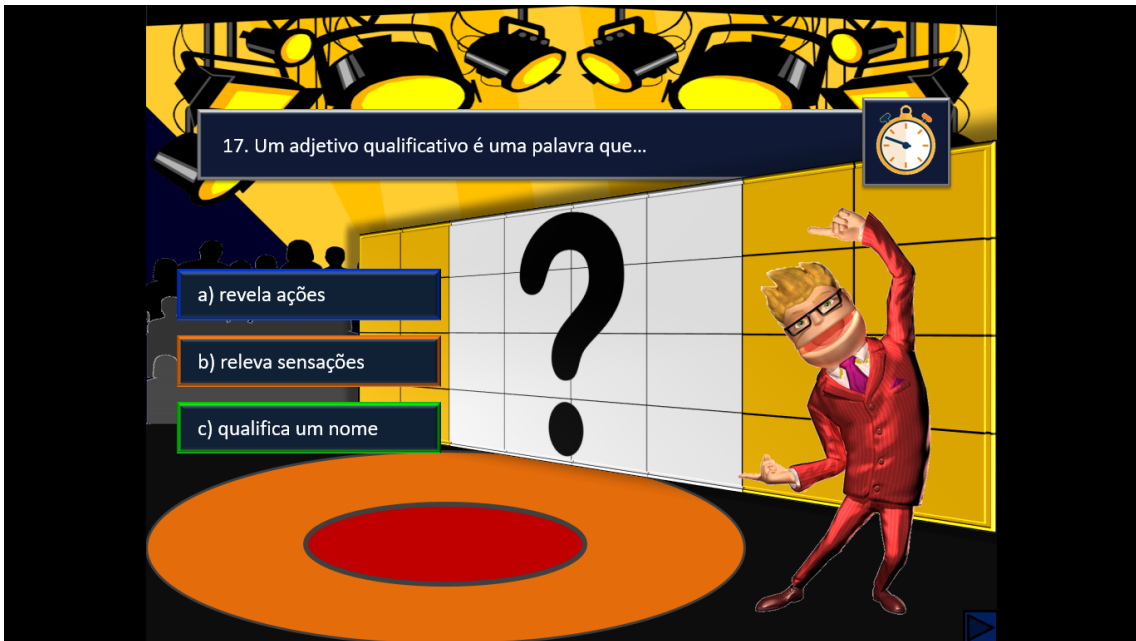 17. Um adjetivo qualificativo é uma palavra que...
a) revela ações
b) releva sensações
c) qualifica um nome